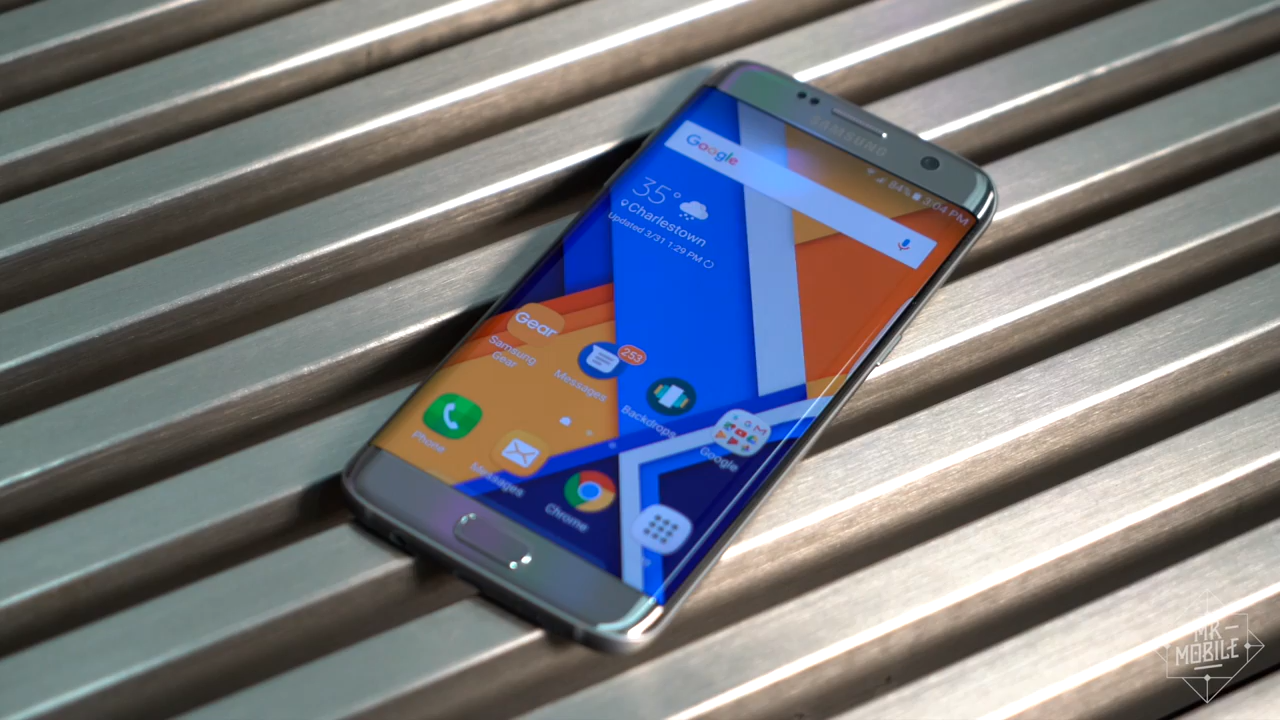 SAMSUNG
84% 3:04 PM
Google
35°
Charlestown
Updated 3/31 1:29 PM
Gear
Samsung
Gear
253
Messages
Backdrops
Google
Phone
Messages
Chrome
MR-
MOBILE